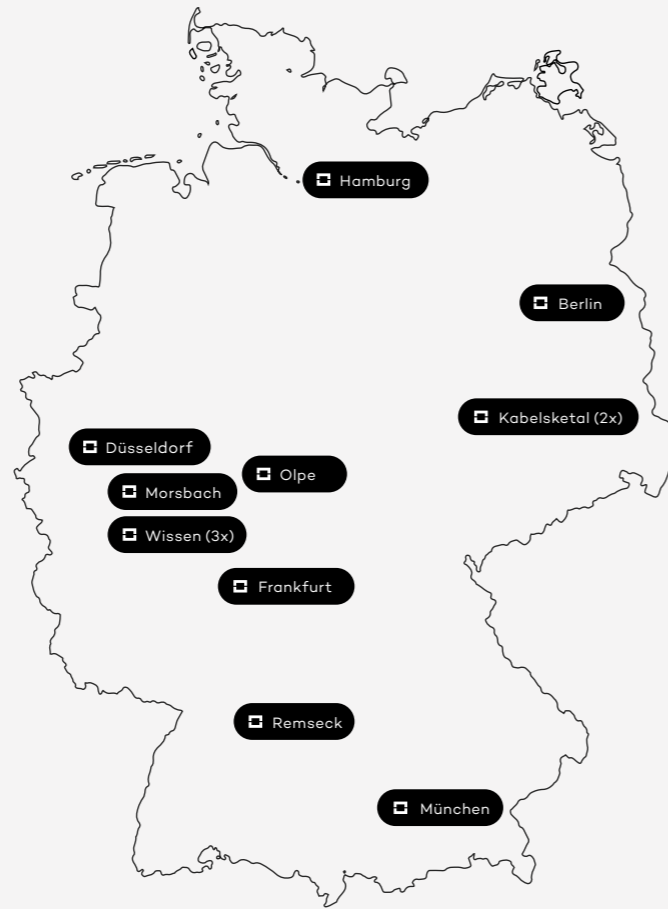 Hamburg
Berlin
Kabelsketal (2x)
Düsseldorf
Olpe
Morsbach
Wissen (3x)
Frankfurt
Remseck
München